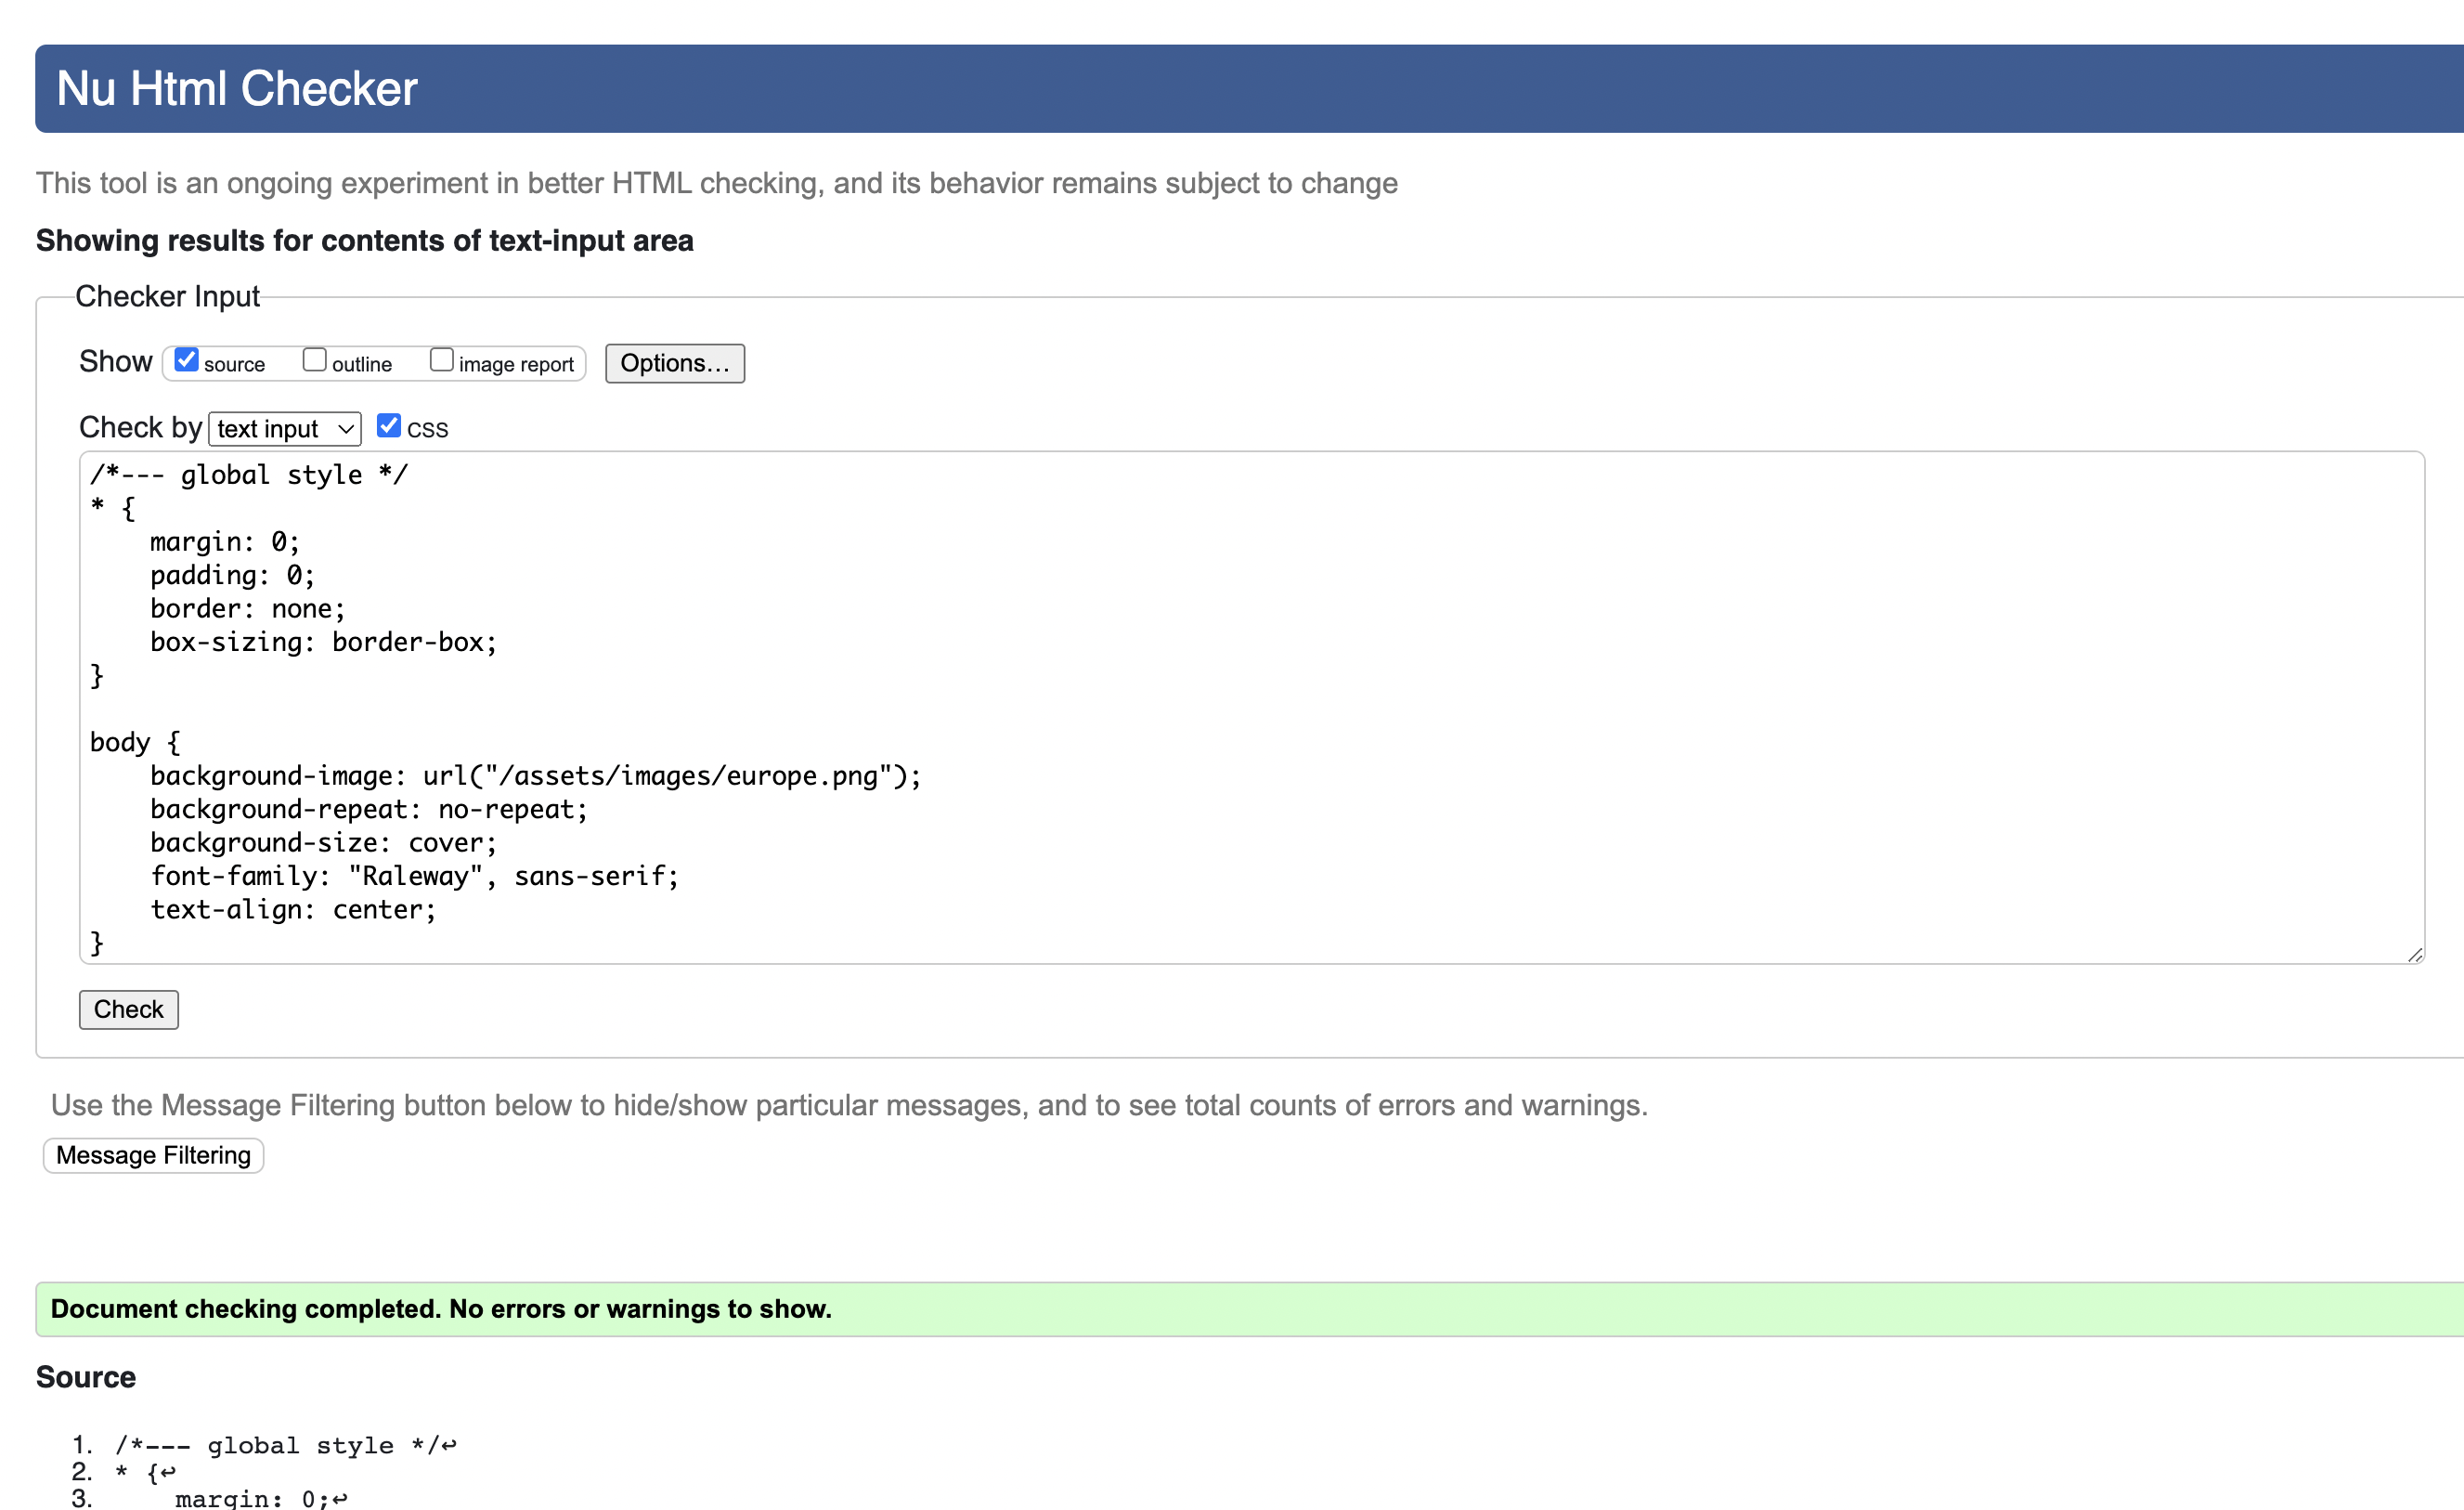 Nu Html Checker
This tool is an ongoing experiment in better HTML checking, and its behavior remains subject to change
Showing results for contents of text-input area
Checker Input
Show source outline image report Options...
Check by text input CSS
/*--- global style */
* {
    margin: 0;
    padding: 0;
    border: none;
    box-sizing: border-box;
}

body {
    background-image: url("/assets/images/europe.png");
    background-repeat: no-repeat;
    background-size: cover;
    font-family: "Raleway", sans-serif;
    text-align: center;
}
Check
Use the Message Filtering button below to hide/show particular messages, and to see total counts of errors and warnings.
Message Filtering
Document checking completed. No errors or warnings to show.
Source
1. /*--- global style */↩
2. * {↩
3.     margin: 0;↩